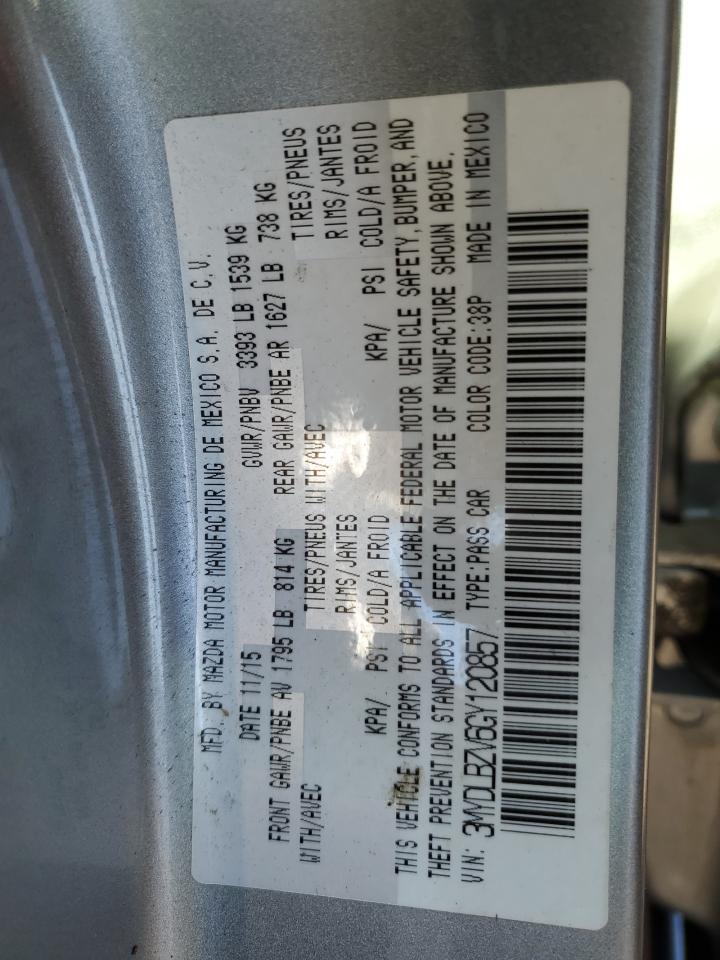 MFD. BY MAZDA MOTOR MANUFACTURING DE MEXICO S.A. DE C.V.
DATE 11/15 GVWR/PNBV 3393 LB 1539 KG
FRONT GAWR/PNBE AV 1795 LB 814 KG REAR GAWR/PNBE AR 1627 LB 738 KG
WITH/AVEC TIRES/PNEUS WITH/AVEC TIRES/PNEUS
RIMS/JANTES RIMS/JANTES
KPA/ PSI COLD/A FROID KPA/ PSI COLD/A FROID
THIS VEHICLE CONFORMS TO ALL APPLICABLE FEDERAL MOTOR VEHICLE SAFETY, BUMPER, AND
THEFT PREVENTION STANDARDS IN EFFECT ON THE DATE OF MANUFACTURE SHOWN ABOVE.
VIN: 3MYDLBZV6GY120857 TYPE:PASS CAR COLOR CODE:38P MADE IN MEXICO